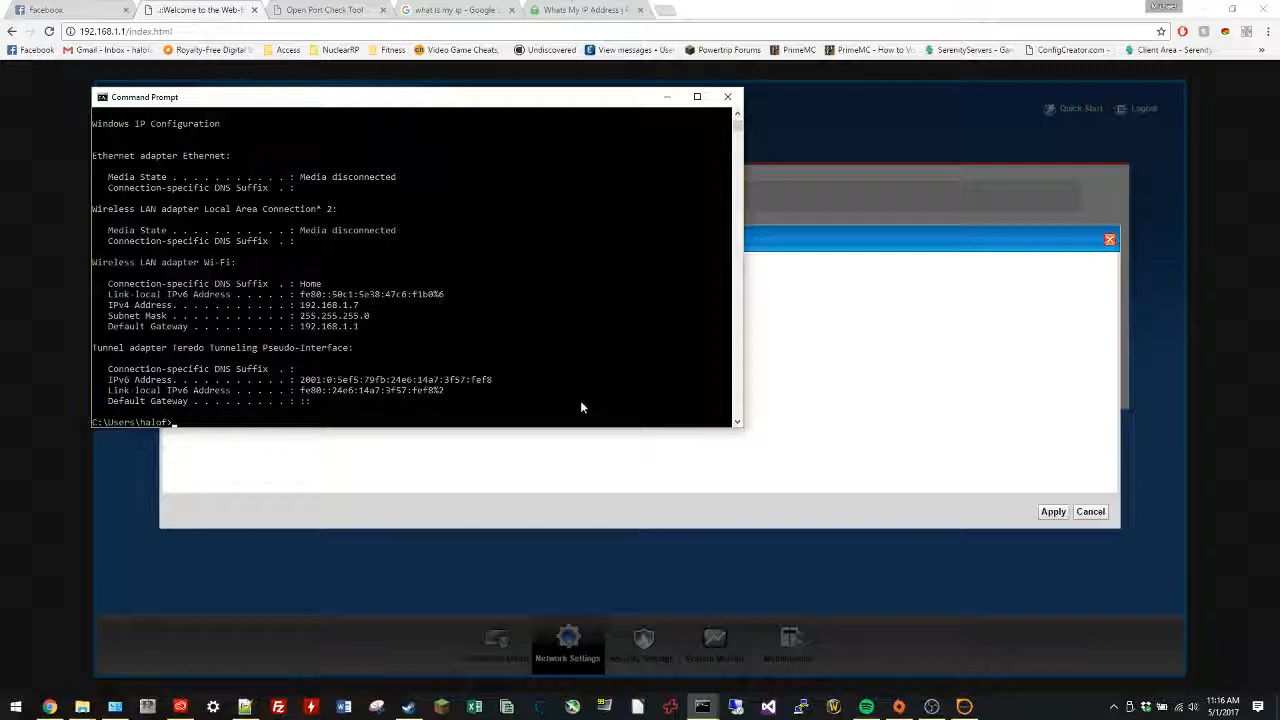 Facebook
.::Welcome to the Web-
Open Port Check Tool
what is my ip - Google
Whats My IP Address
192.168.1.1/index.html
Facebook
Gmail - Inbox
Royalty-Free Digital
Access
NuclearRP
Fitness
Video Game Cheats
Undiscovered
View messages
Powertrip Forums
PrimeMC
PrimeMC - How to
SerenityServers
ConfigCreator.com
Client Area - Serenity
Command Prompt
Quick Start
Logout
Windows IP Configuration
Ethernet adapter Ethernet:
Media State . . . . . . . . . . . : Media disconnected
Connection-specific DNS Suffix . :
Wireless LAN adapter Local Area Connection* 2:
Media State . . . . . . . . . . . : Media disconnected
Connection-specific DNS Suffix . :
Wireless LAN adapter Wi-Fi:
Connection-specific DNS Suffix . : Home
Link-local IPv6 Address . . . . . : fe80::50c1:5e38:47c6:f1b0%6
IPv4 Address. . . . . . . . . . . : 192.168.1.7
Subnet Mask . . . . . . . . . . . : 255.255.255.0
Default Gateway . . . . . . . . . : 192.168.1.1
Tunnel adapter Teredo Tunneling Pseudo-Interface:
Connection-specific DNS Suffix . :
IPv6 Address. . . . . . . . . . . : 2001:0:5ef5:79fb:24e6:14a7:3f57:fef8
Link-local IPv6 Address . . . . . : fe80::24e6:14a7:3f57:fef8%2
Default Gateway . . . . . . . . . : ::
C:\Users\halof>
Apply
Cancel
Network Settings
Security Settings
System Monitor
Maintenance
11:16 AM
5/1/2017